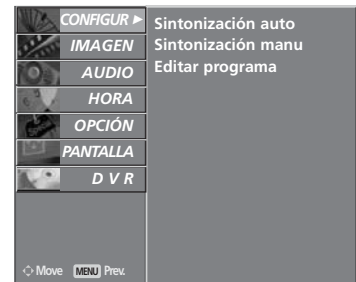 CONFIGUR ►
IMAGEN
AUDIO
HORA
OPCIÓN
PANTALLA
D V R
Sintonización auto
Sintonización manu
Editar programa
Move MENU Prev.